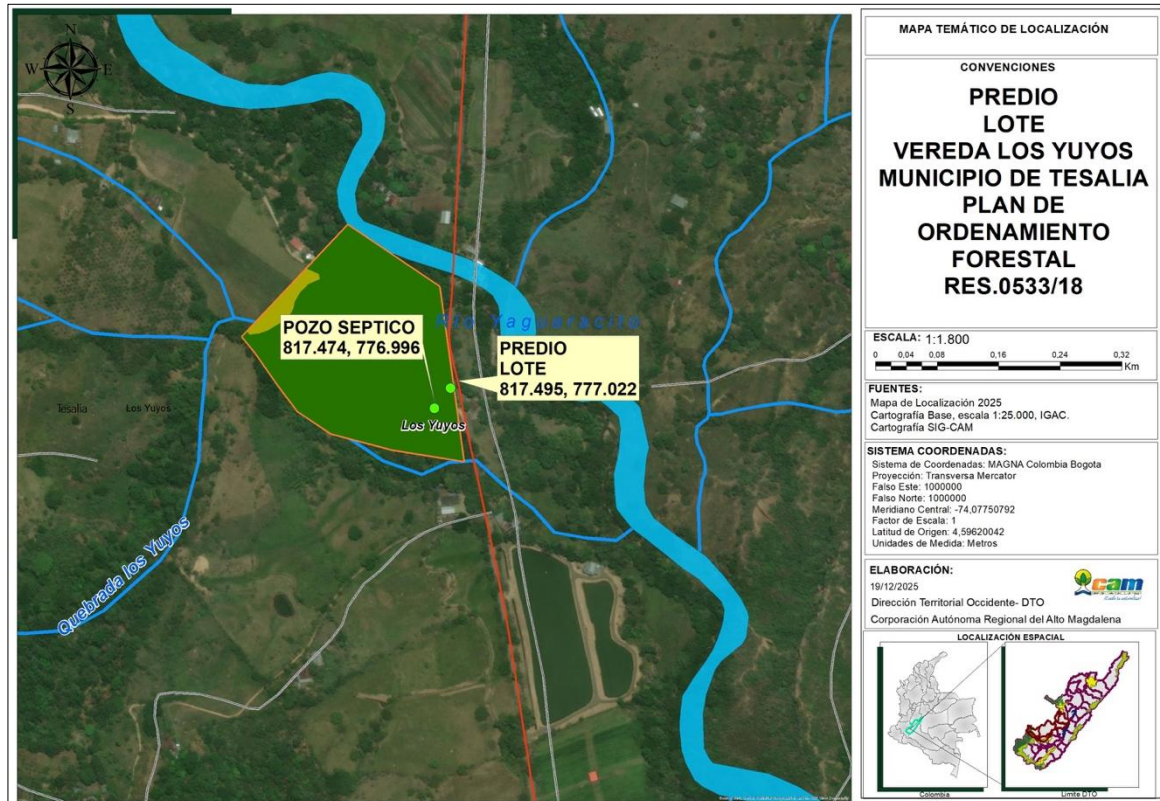 N
W
E
S
POZO SEPTICO
817.474, 776.996
Río Yaguaracito
PREDIO
LOTE
817.495, 777.022
Los Yuyos
Tesalia
Los Yuyos
Quebrada los Yuyos
MAPA TEMÁTICO DE LOCALIZACIÓN
CONVENCIONES
PREDIO
LOTE
VEREDA LOS YUYOS
MUNICIPIO DE TESALIA
PLAN DE
ORDENAMIENTO
FORESTAL
RES.0533/18
ESCALA: 1:1.800
0 0,04 0,08 0,16 0,24 0,32
Km
FUENTES:
Mapa de Localización 2025
Cartografía Base, escala 1:25.000, IGAC.
Cartografía SIG-CAM
SISTEMA COORDENADAS:
Sistema de Coordenadas: MAGNA Colombia Bogota
Proyección: Transversa Mercator
Falso Este: 1000000
Falso Norte: 1000000
Meridiano Central: -74,07750792
Factor de Escala: 1
Latitud de Origen: 4,59620042
Unidades de Medida: Metros
ELABORACIÓN:
19/12/2025
cam
Dirección Territorial Occidente- DTO
Corporación Autónoma Regional del Alto Magdalena
LOCALIZACIÓN ESPACIAL
Colombia
Limite DTO